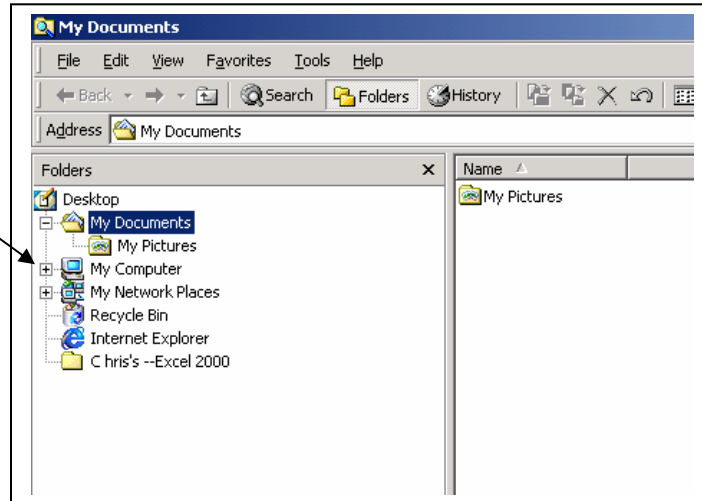 My Documents
File Edit View Favorites Tools Help
Back Search Folders History
Address My Documents
Folders x Name
Desktop
My Documents
My Pictures
My Computer
My Network Places
Recycle Bin
Internet Explorer
C hris's --Excel 2000
My Pictures